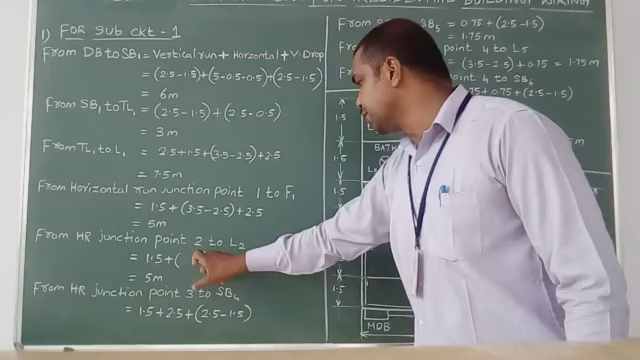 1) FOR SUB CKT - 1
From DB to SB1 = Vertical run + Horzontal + V. Drop
= (2.5-1.5)+(5-0.5-0.5)+(2.5-1.5)
= 6m
From SB1 to TL1 = (2.5-1.5)+(2.5-0.5)
= 3m
From TL1 to L1 = 2.5+1.5+(3.5-2.5)+2.5
= 7.5m
From Horizontal run junction point 1 to F1
= 1.5+(3.5-2.5)+2.5
= 5m
From HR junction point 2 to L2
= 1.5+(
= 5m
From HR junction point 3 to SB4
= 1.5+2.5+(2.5-1.5)
RESIDENTIAL BUILDING WIRING
From SB5 = 0.75+(2.5-1.5)
= 1.75m
point 4 to L5
= (3.5-2.5)+0.75 = 1.75m
point 4 to SB5
0.75+(2.5-1.5)
1.5
1.5
1.5
1.5
BATH
MDB